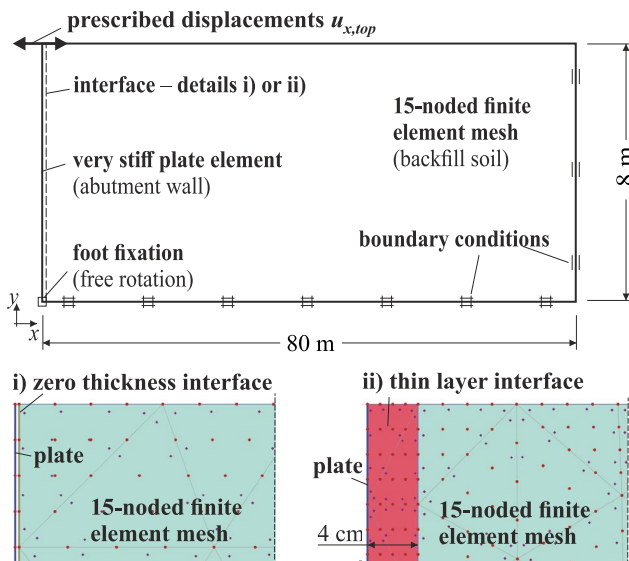 prescribed displacements u_x,top
interface – details i) or ii)
15-noded finite
element mesh
(backfill soil)
very stiff plate element
(abutment wall)
8 m
foot fixation
(free rotation)
boundary conditions
y
x
80 m
i) zero thickness interface
plate
15-noded finite
element mesh
ii) thin layer interface
plate
15-noded finite
element mesh
4 cm